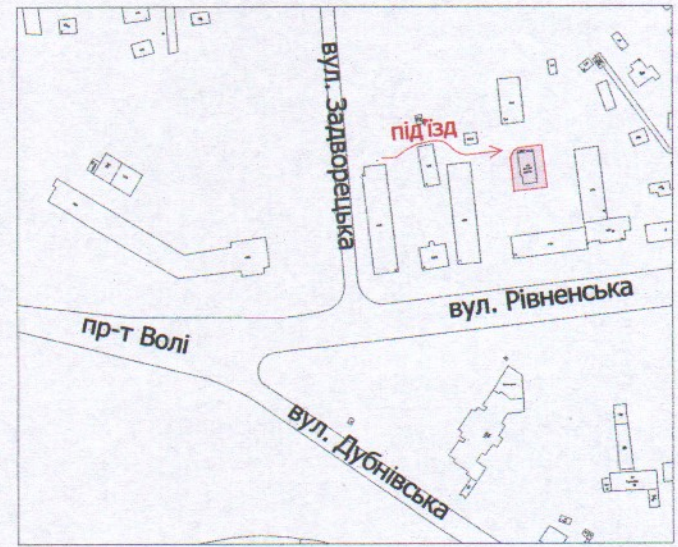 вул. Задворецька
під'їзд
вул. Рівненська
пр-т Волі
вул. Дубнівська